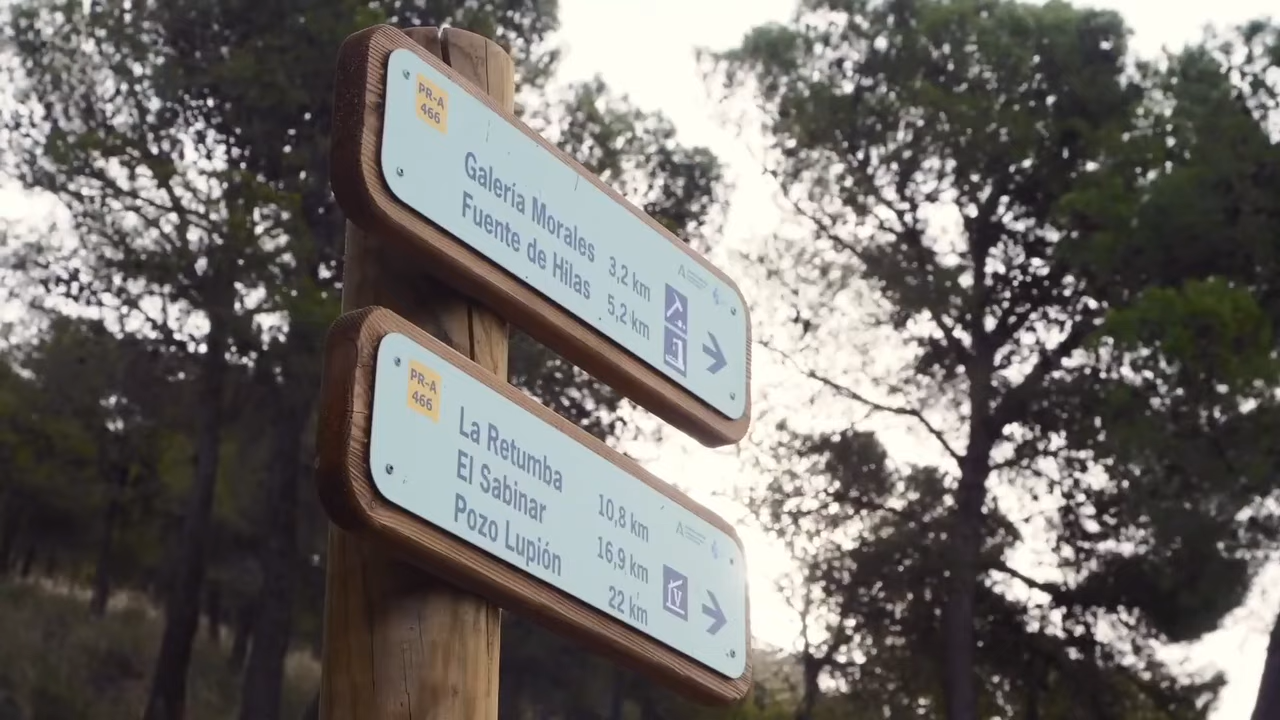 PR-A
466
Galería Morales 3,2 km
Fuente de Hilas 5,2 km
PR-A
466
La Retumba 10,8 km
El Sabinar 16,9 km
Pozo Lupión 22 km